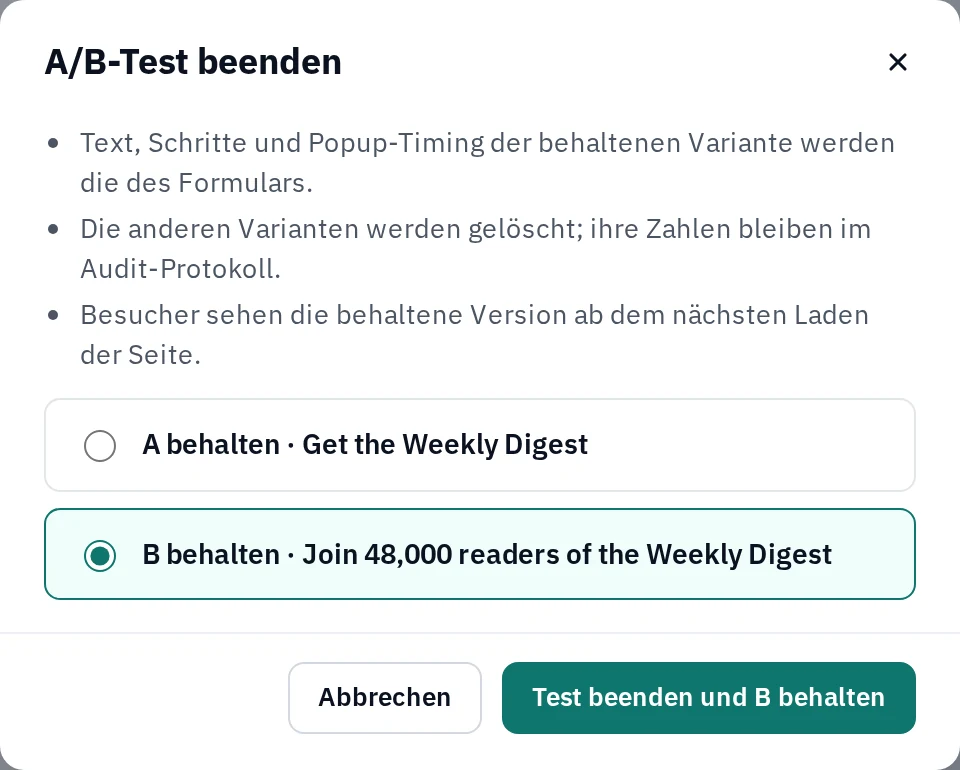 A/B-Test beenden
Text, Schritte und Popup-Timing der behaltenen Variante werden
die des Formulars.
Die anderen Varianten werden gelöscht; ihre Zahlen bleiben im
Audit-Protokoll.
Besucher sehen die behaltene Version ab dem nächsten Laden
der Seite.
A behalten · Get the Weekly Digest
B behalten · Join 48,000 readers of the Weekly Digest
Abbrechen
Test beenden und B behalten